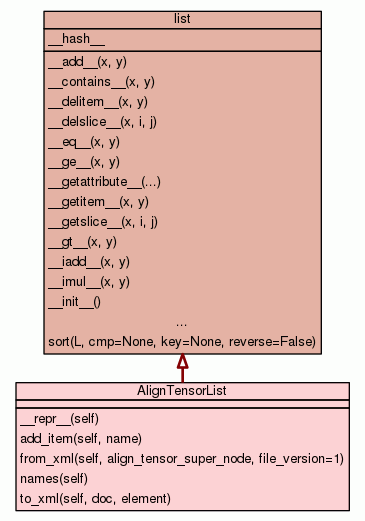 list
__hash__
__add__(x, y)
__contains__(x, y)
__delitem__(x, y)
__delslice__(x, i, j)
__eq__(x, y)
__ge__(x, y)
__getattribute__(...)
__getitem__(x, y)
__getslice__(x, i, j)
__gt__(x, y)
__iadd__(x, y)
__imul__(x, y)
__init__()
...
sort(L, cmp=None, key=None, reverse=False)
AlignTensorList
__repr__(self)
add_item(self, name)
from_xml(self, align_tensor_super_node, file_version=1)
names(self)
to_xml(self, doc, element)